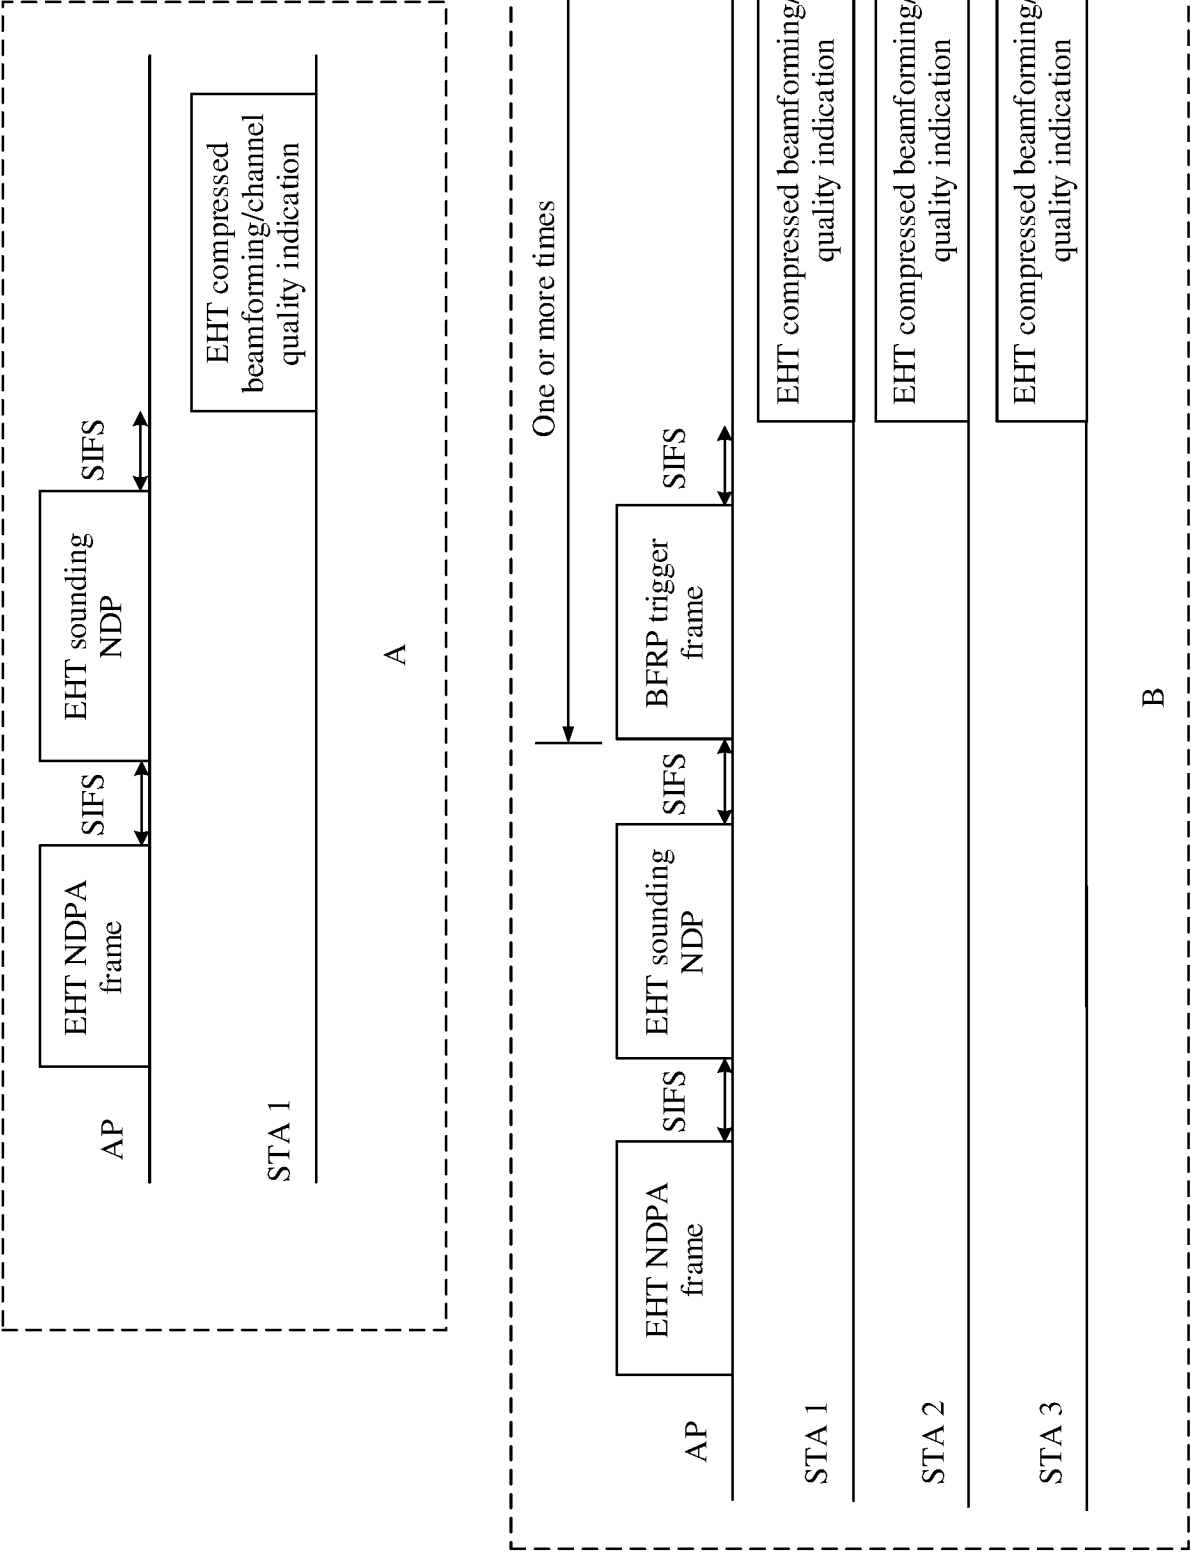 AP
EHT NDPA
frame
SIFS
EHT sounding
NDP
SIFS
STA 1
EHT compressed
beamforming/channel
quality indication
A
One or more times
AP
EHT NDPA
frame
SIFS
EHT sounding
NDP
SIFS
BFRP trigger
frame
SIFS
STA 1
EHT compressed beamforming/
quality indication
STA 2
EHT compressed beamforming/
quality indication
STA 3
EHT compressed beamforming/
quality indication
B